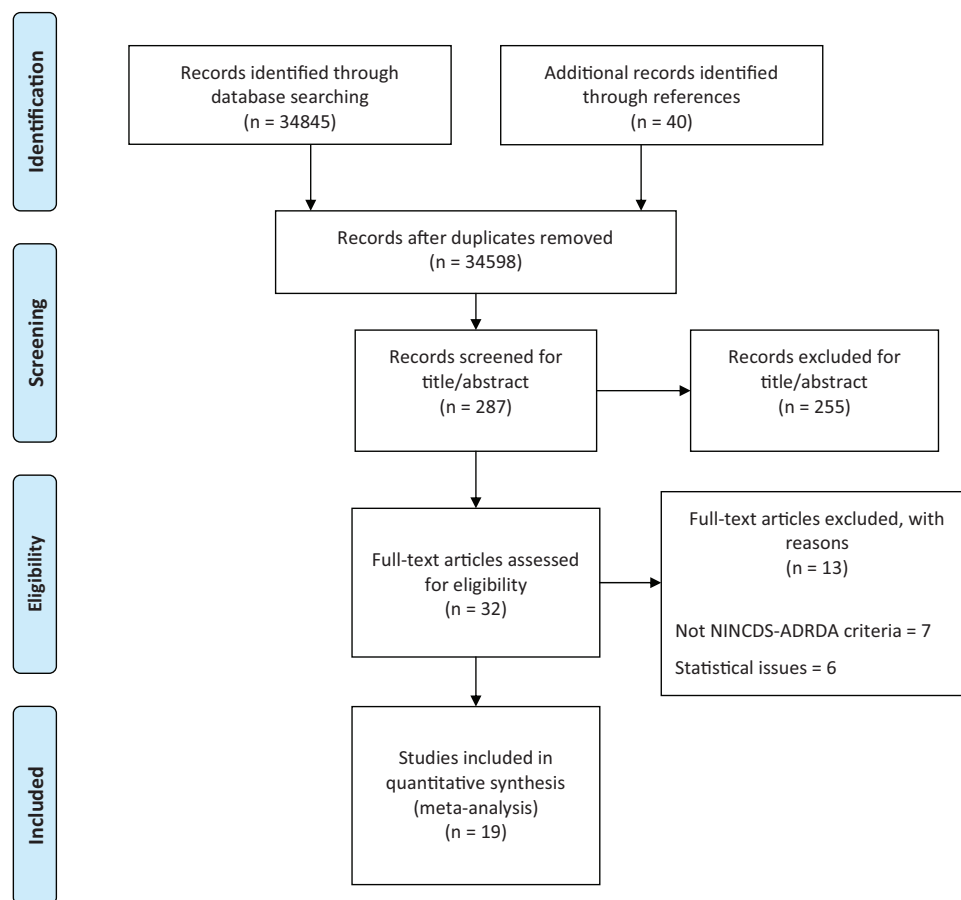 Identification
Records identified through
database searching
(n = 34845)
Additional records identified
through references
(n = 40)
Records after duplicates removed
(n = 34598)
Screening
Records screened for
title/abstract
(n = 287)
Records excluded for
title/abstract
(n = 255)
Eligibility
Full-text articles assessed
for eligibility
(n = 32)
Full-text articles excluded, with
reasons
(n = 13)
Not NINCDS-ADRDA criteria = 7
Statistical issues = 6
Included
Studies included in
quantitative synthesis
(meta-analysis)
(n = 19)